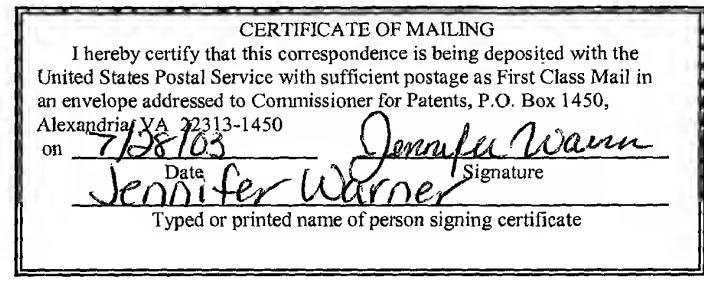 CERTIFICATE OF MAILING
I hereby certify that this correspondence is being deposited with the
United States Postal Service with sufficient postage as First Class Mail in
an envelope addressed to Commissioner for Patents, P.O. Box 1450,
Alexandria, VA 22313-1450
on 7/28/03 Jennifer Warner
Date Signature
Jennifer Warner
Typed or printed name of person signing certificate